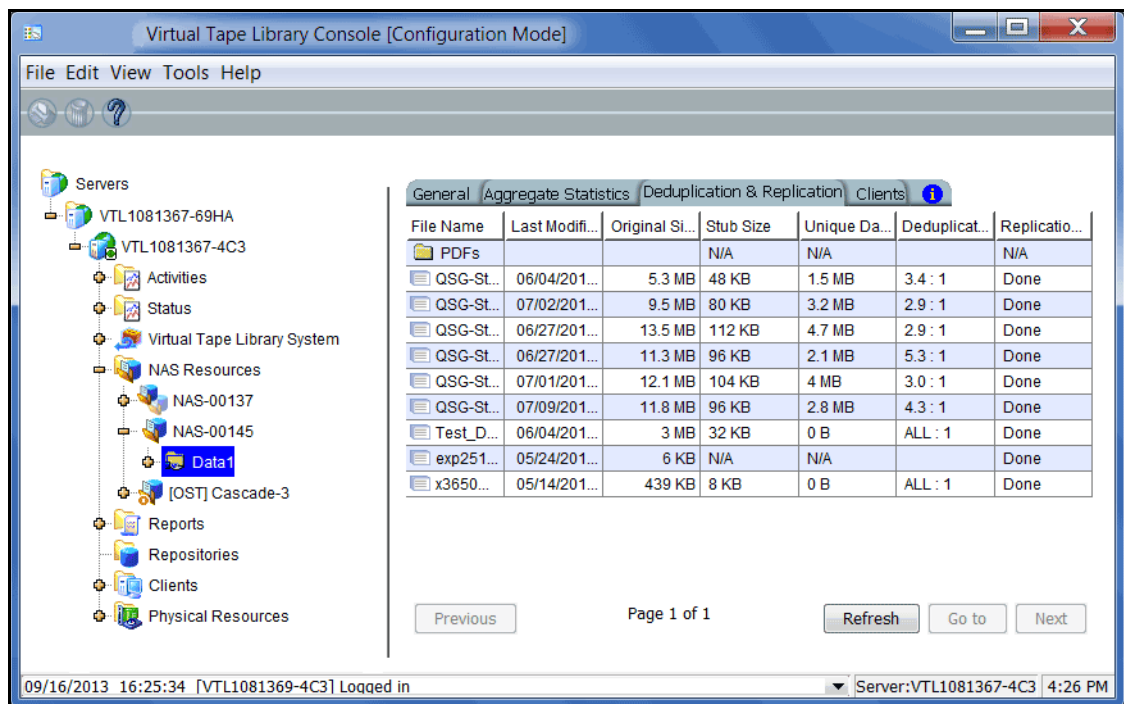 Virtual Tape Library Console [Configuration Mode]
File Edit View Tools Help
Servers
VTL1081367-69HA
VTL1081367-4C3
Activities
Status
Virtual Tape Library System
NAS Resources
NAS-00137
NAS-00145
Data1
[OST] Cascade-3
Reports
Repositories
Clients
Physical Resources
General Aggregate Statistics Deduplication & Replication Clients
File Name Last Modifi... Original Si... Stub Size Unique Da... Deduplicat... Replicatio...
PDFs N/A N/A N/A
QSG-St... 06/04/201... 5.3 MB 48 KB 1.5 MB 3.4 : 1 Done
QSG-St... 07/02/201... 9.5 MB 80 KB 3.2 MB 2.9 : 1 Done
QSG-St... 06/27/201... 13.5 MB 112 KB 4.7 MB 2.9 : 1 Done
QSG-St... 06/27/201... 11.3 MB 96 KB 2.1 MB 5.3 : 1 Done
QSG-St... 07/01/201... 12.1 MB 104 KB 4 MB 3.0 : 1 Done
QSG-St... 07/09/201... 11.8 MB 96 KB 2.8 MB 4.3 : 1 Done
Test_D... 06/04/201... 3 MB 32 KB 0 B ALL : 1 Done
exp251... 05/24/201... 6 KB N/A N/A Done
x3650... 05/14/201... 439 KB 8 KB 0 B ALL : 1 Done
Previous Page 1 of 1 Refresh Go to Next
09/16/2013 16:25:34 [VTL1081369-4C3] Logged in Server:VTL1081367-4C3 4:26 PM